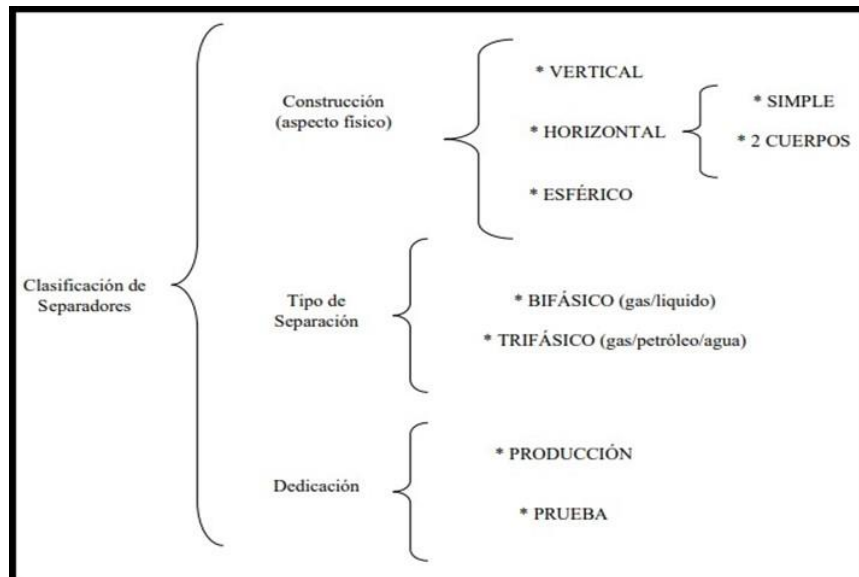 Clasificación de
Separadores
Construcción
(aspecto físico)
* VERTICAL
* HORIZONTAL
* SIMPLE
* 2 CUERPOS
* ESFÉRICO
Tipo de
Separación
* BIFÁSICO (gas/liquido)
* TRIFÁSICO (gas/petróleo/agua)
Dedicación
* PRODUCCIÓN
* PRUEBA